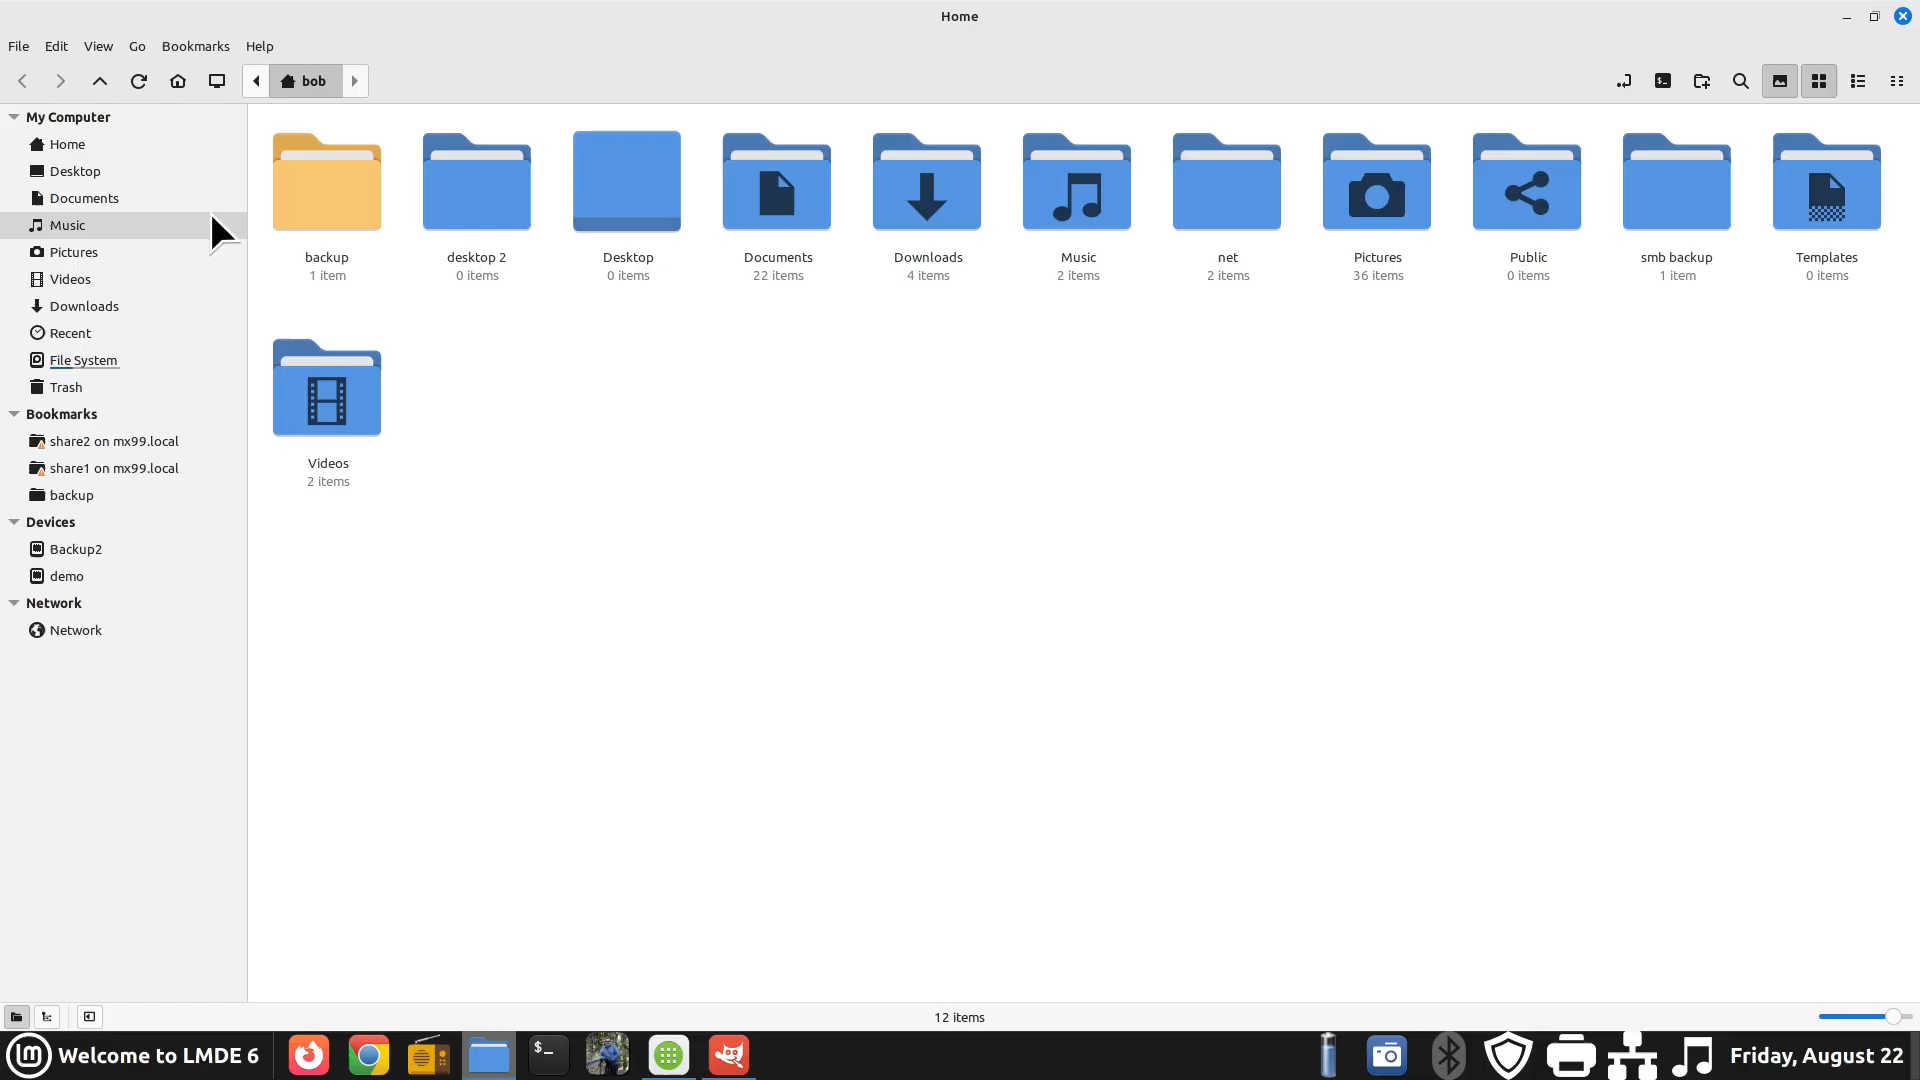 Home
File Edit View Go Bookmarks Help
bob
My Computer
Home
Desktop
Documents
Music
Pictures
Videos
Downloads
Recent
File System
Trash
Bookmarks
share2 on mx99.local
share1 on mx99.local
backup
Devices
Backup2
demo
Network
Network
backup desktop 2 Desktop Documents Downloads Music net Pictures Public smb backup Templates
1 item 0 items 0 items 22 items 4 items 2 items 2 items 36 items 0 items 1 item 0 items
Videos
2 items
12 items
Welcome to LMDE 6
$_
Friday, August 22